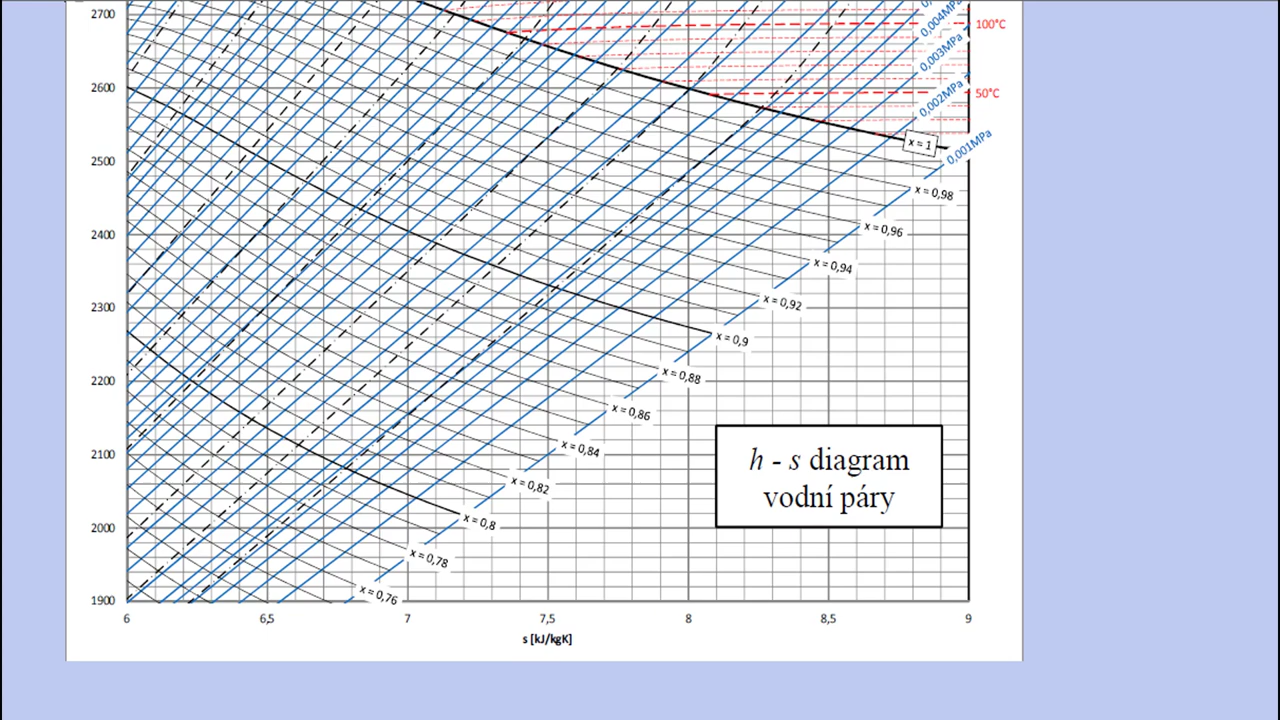 2700
100°C
0,004MPa
0,003MPa
2600
50°C
0,002MPa
x = 1
0,001MPa
2500
x = 0,98
2400
x = 0,96
x = 0,94
2300
x = 0,92
x = 0,9
2200
x = 0,88
x = 0,86
2100
x = 0,84
h - s diagram
vodní páry
x = 0,82
2000
x = 0,8
x = 0,78
1900
x = 0,76
6
6,5
7
7,5
8
8,5
9
s [kJ/kgK]